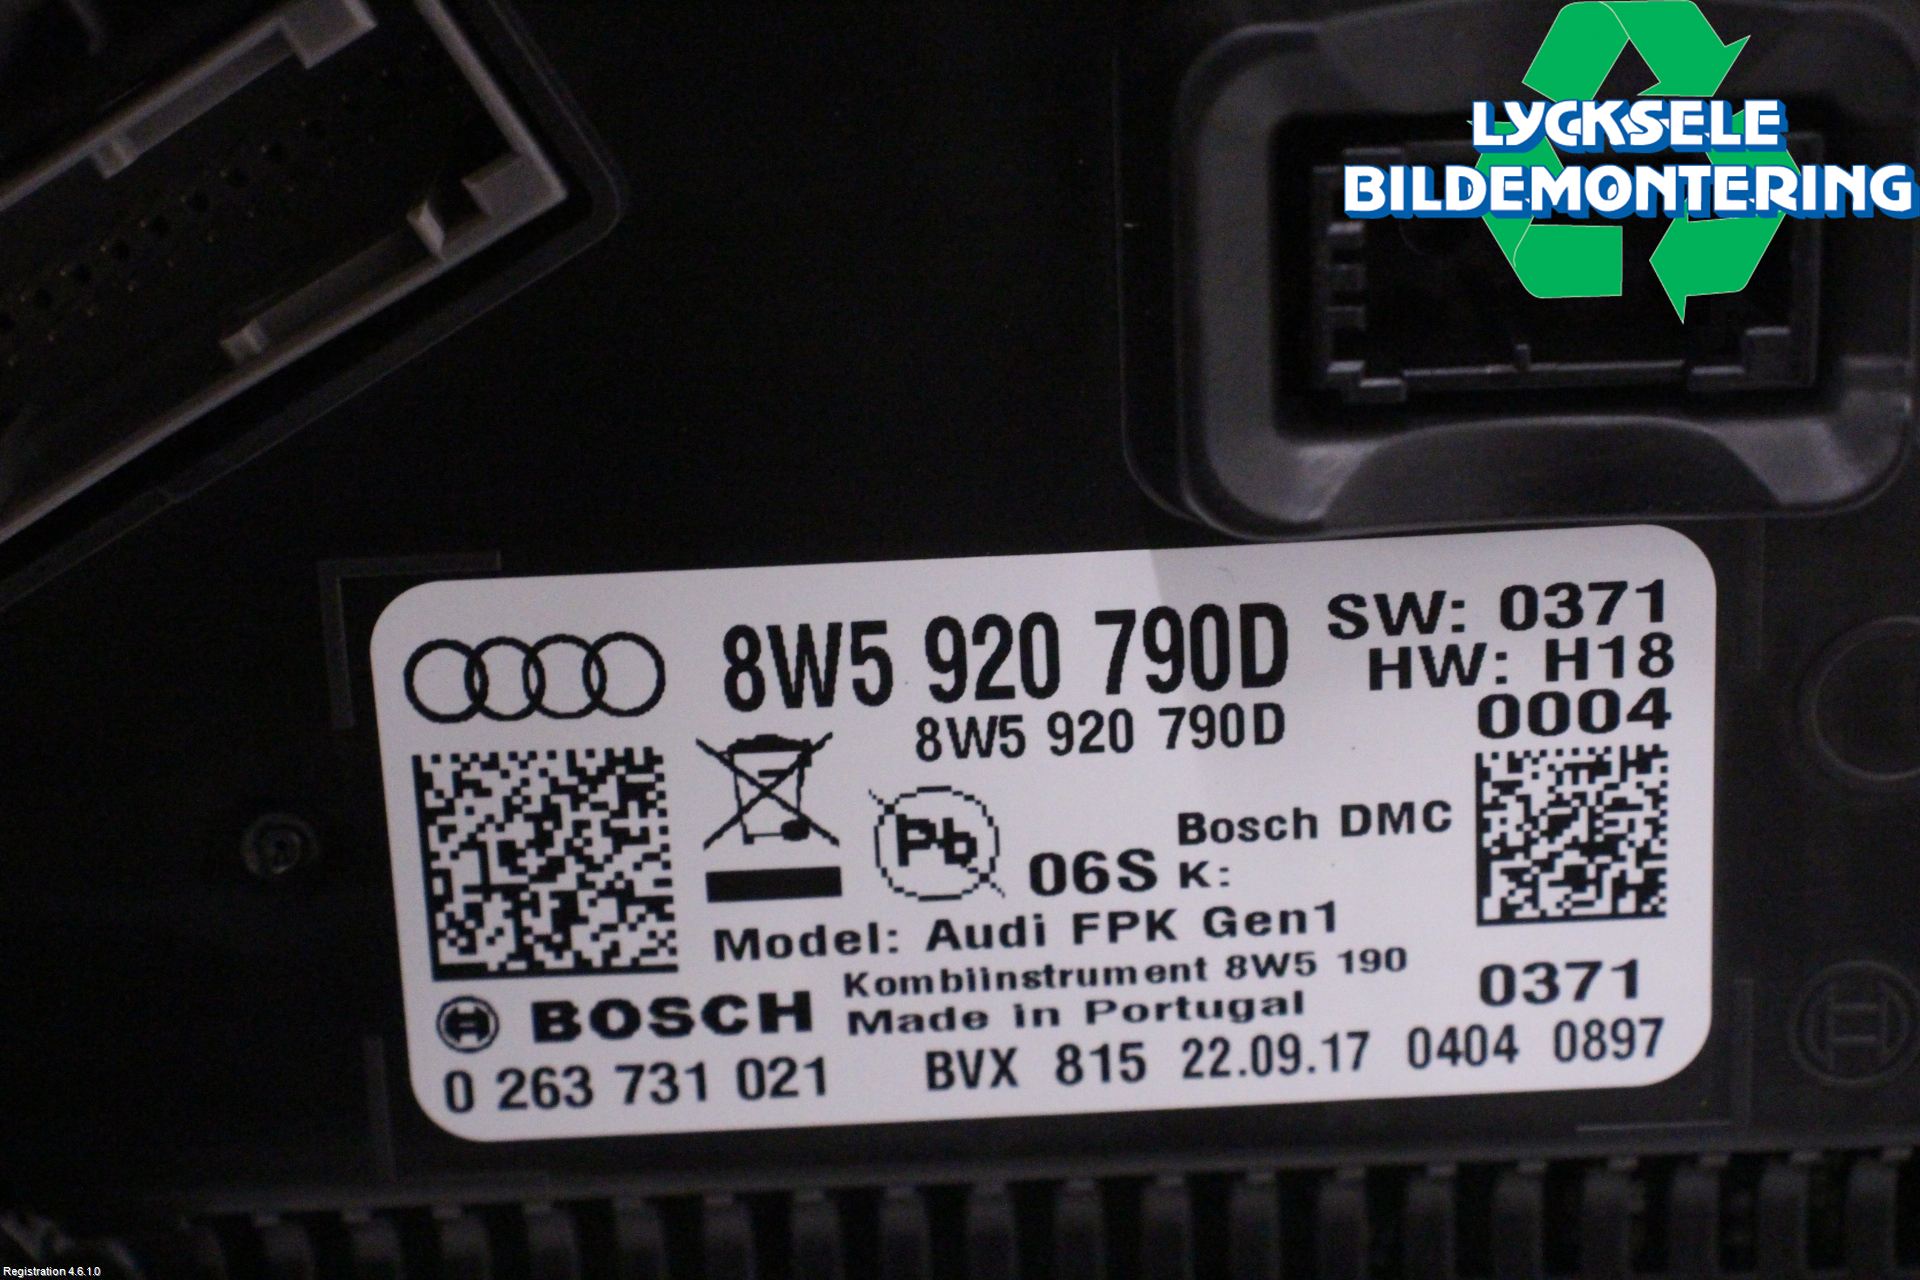 LYCKSELE
BILDEMONTERING
8W5 920 790D
SW: 0371
HW: H18
0004
8W5 920 790D
Pb
06S
Bosch DMC
K:
Model: Audi FPK Gen1
Kombiinstrument 8W5 190
0371
BOSCH
Made in Portugal
0 263 731 021
BVX 815 22.09.17 0404 0897
Registration 4.6.1.0